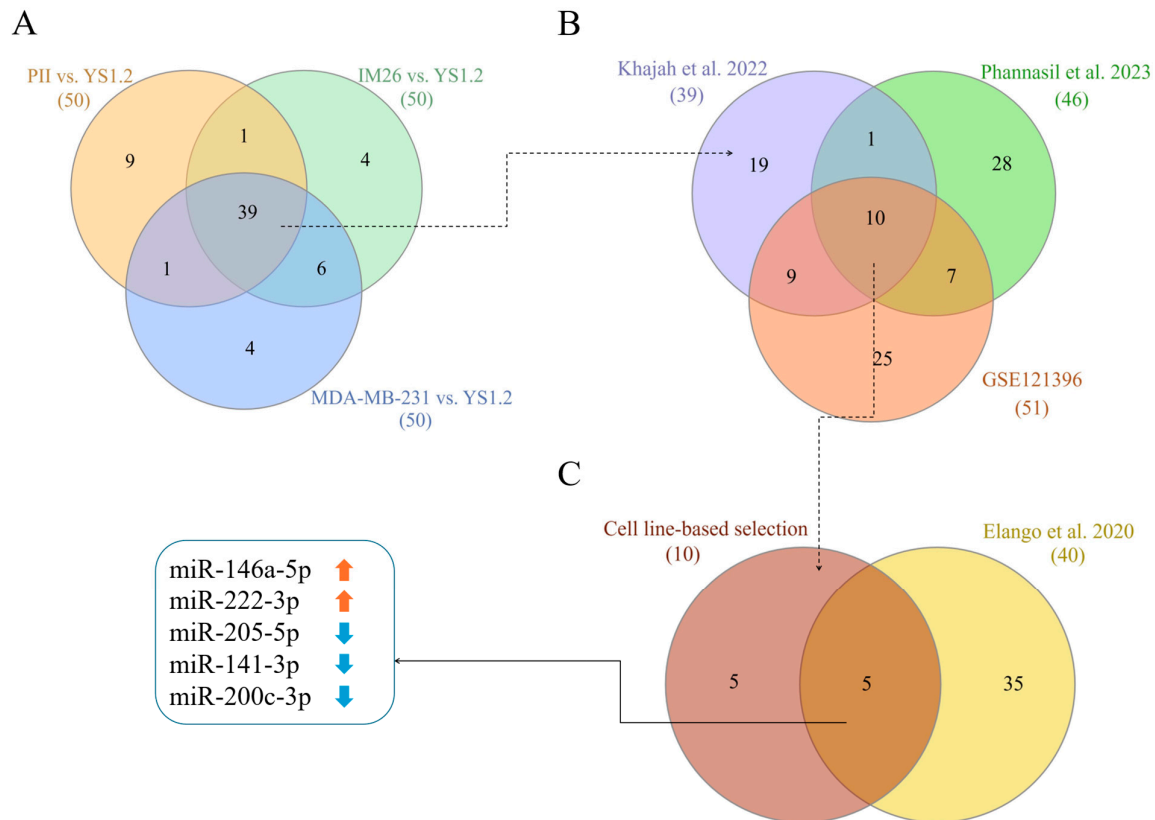 A
PII vs. YS1.2
(50)
IM26 vs. YS1.2
(50)
9
1
4
39
1
6
4
MDA-MB-231 vs. YS1.2
(50)
B
Khajah et al. 2022
(39)
Phannasil et al. 2023
(46)
1
19
28
10
9
7
25
GSE121396
(51)
C
Cell line-based selection
(10)
Elango et al. 2020
(40)
5
5
35
miR-146a-5p
miR-222-3p
miR-205-5p
miR-141-3p
miR-200c-3p